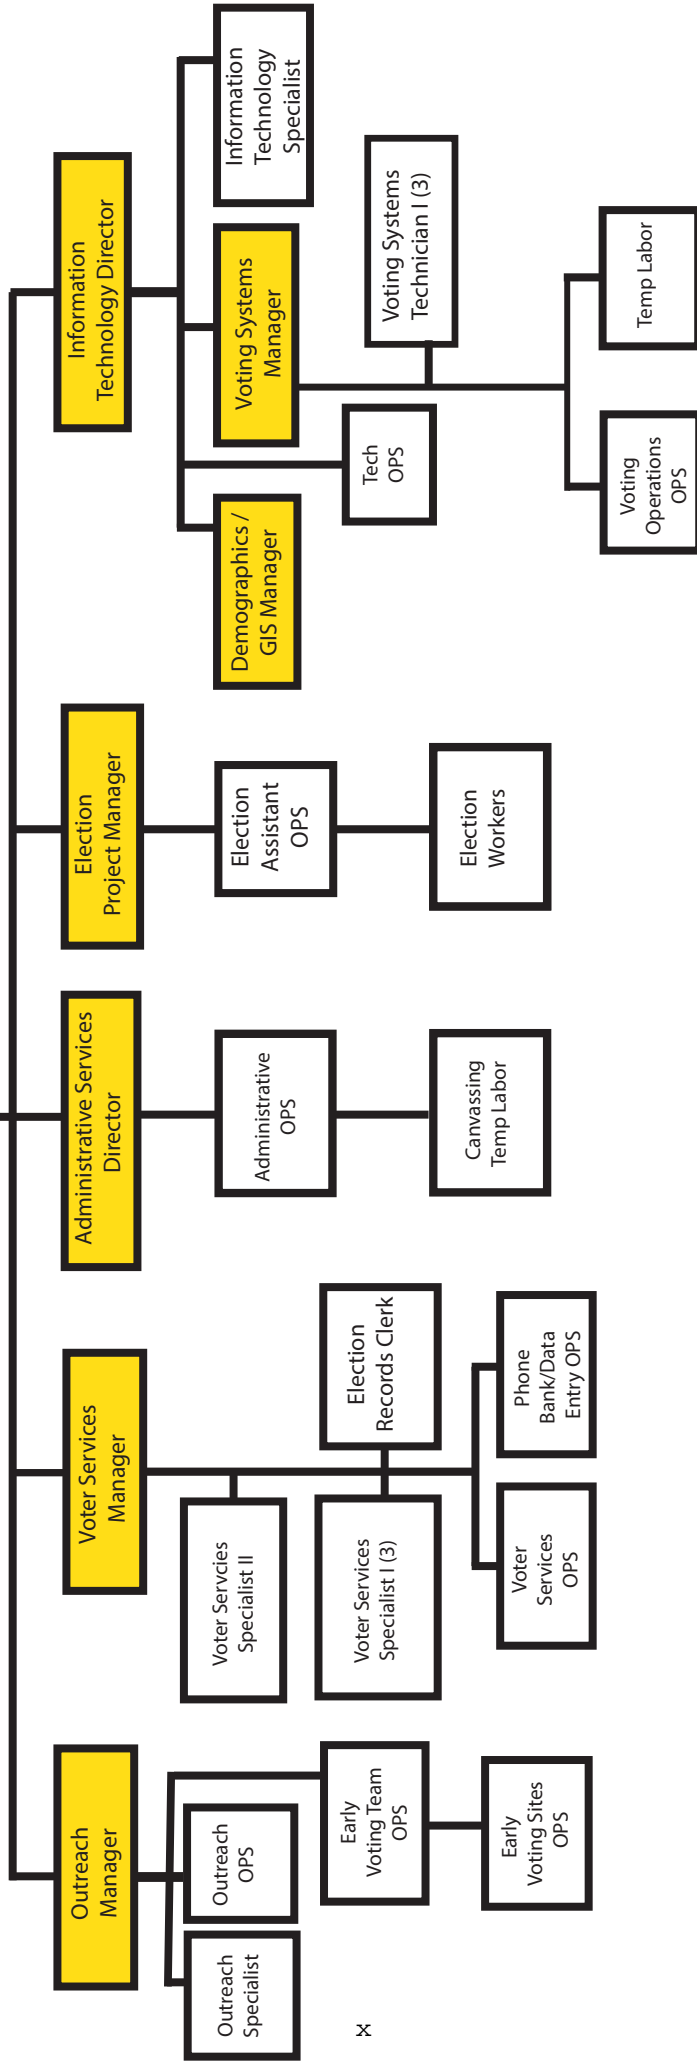 Outreach
Manager
Voter Services
Manager
Administrative Services
Director
Election
Project Manager
Information
Technology Director
Outreach
Specialist
Outreach
OPS
Early
Voting Team
OPS
Early
Voting Sites
OPS
Voter Servcies
Specialist II
Voter Services
Specialist I (3)
Election
Records Clerk
Voter
Services
OPS
Phone
Bank/Data
Entry OPS
Administrative
OPS
Canvassing
Temp Labor
Election
Assistant
OPS
Election
Workers
Demographics /
GIS Manager
Tech
OPS
Voting Systems
Manager
Information
Technology
Specialist
Voting Systems
Technician I (3)
Voting
Operations
OPS
Temp Labor
x